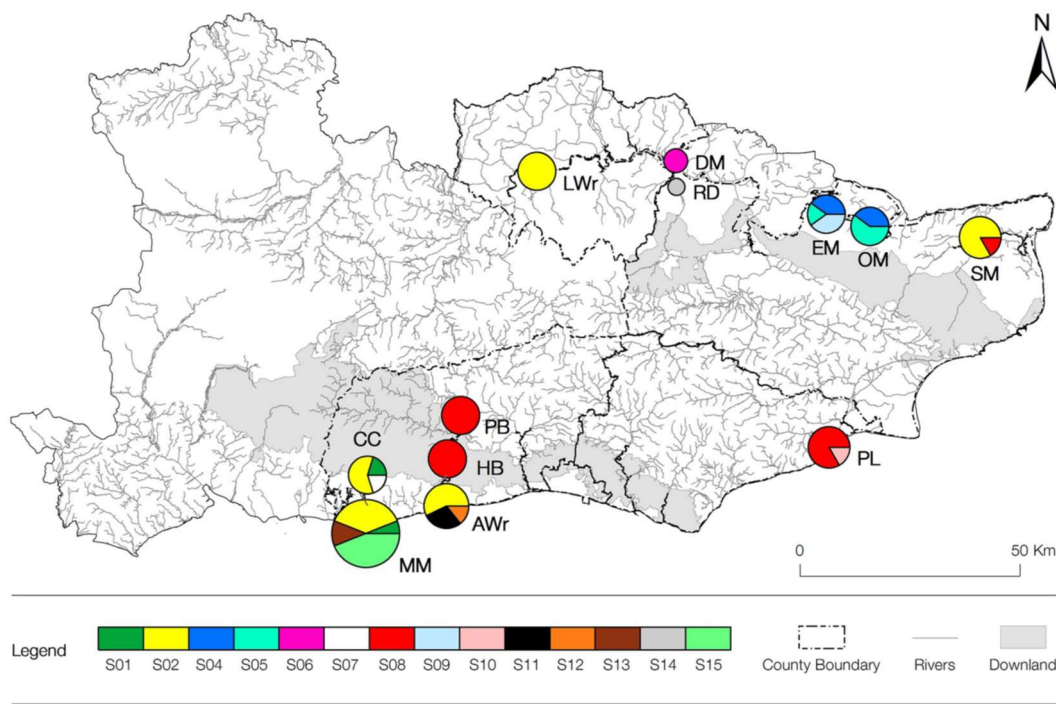 N
DM
LWr
RD
EM
OM
SM
PB
CC
HB
PL
AWr
MM
0 50 Km
Legend
S01 S02 S04 S05 S06 S07 S08 S09 S10 S11 S12 S13 S14 S15
County Boundary Rivers Downland